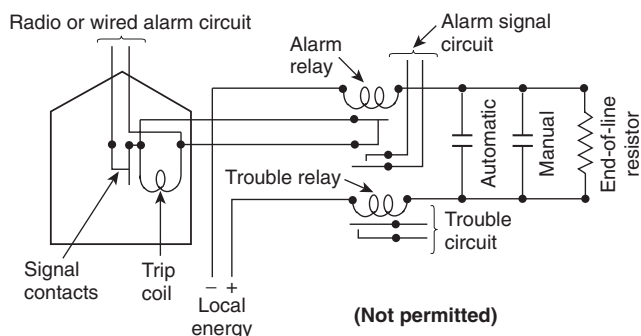 Radio or wired alarm circuit
Alarm signal
circuit
Alarm
relay
Automatic
Manual
End-of-line
resistor
Trouble relay
Trouble
circuit
Signal
contacts
Trip
coil
– +
Local
energy
(Not permitted)